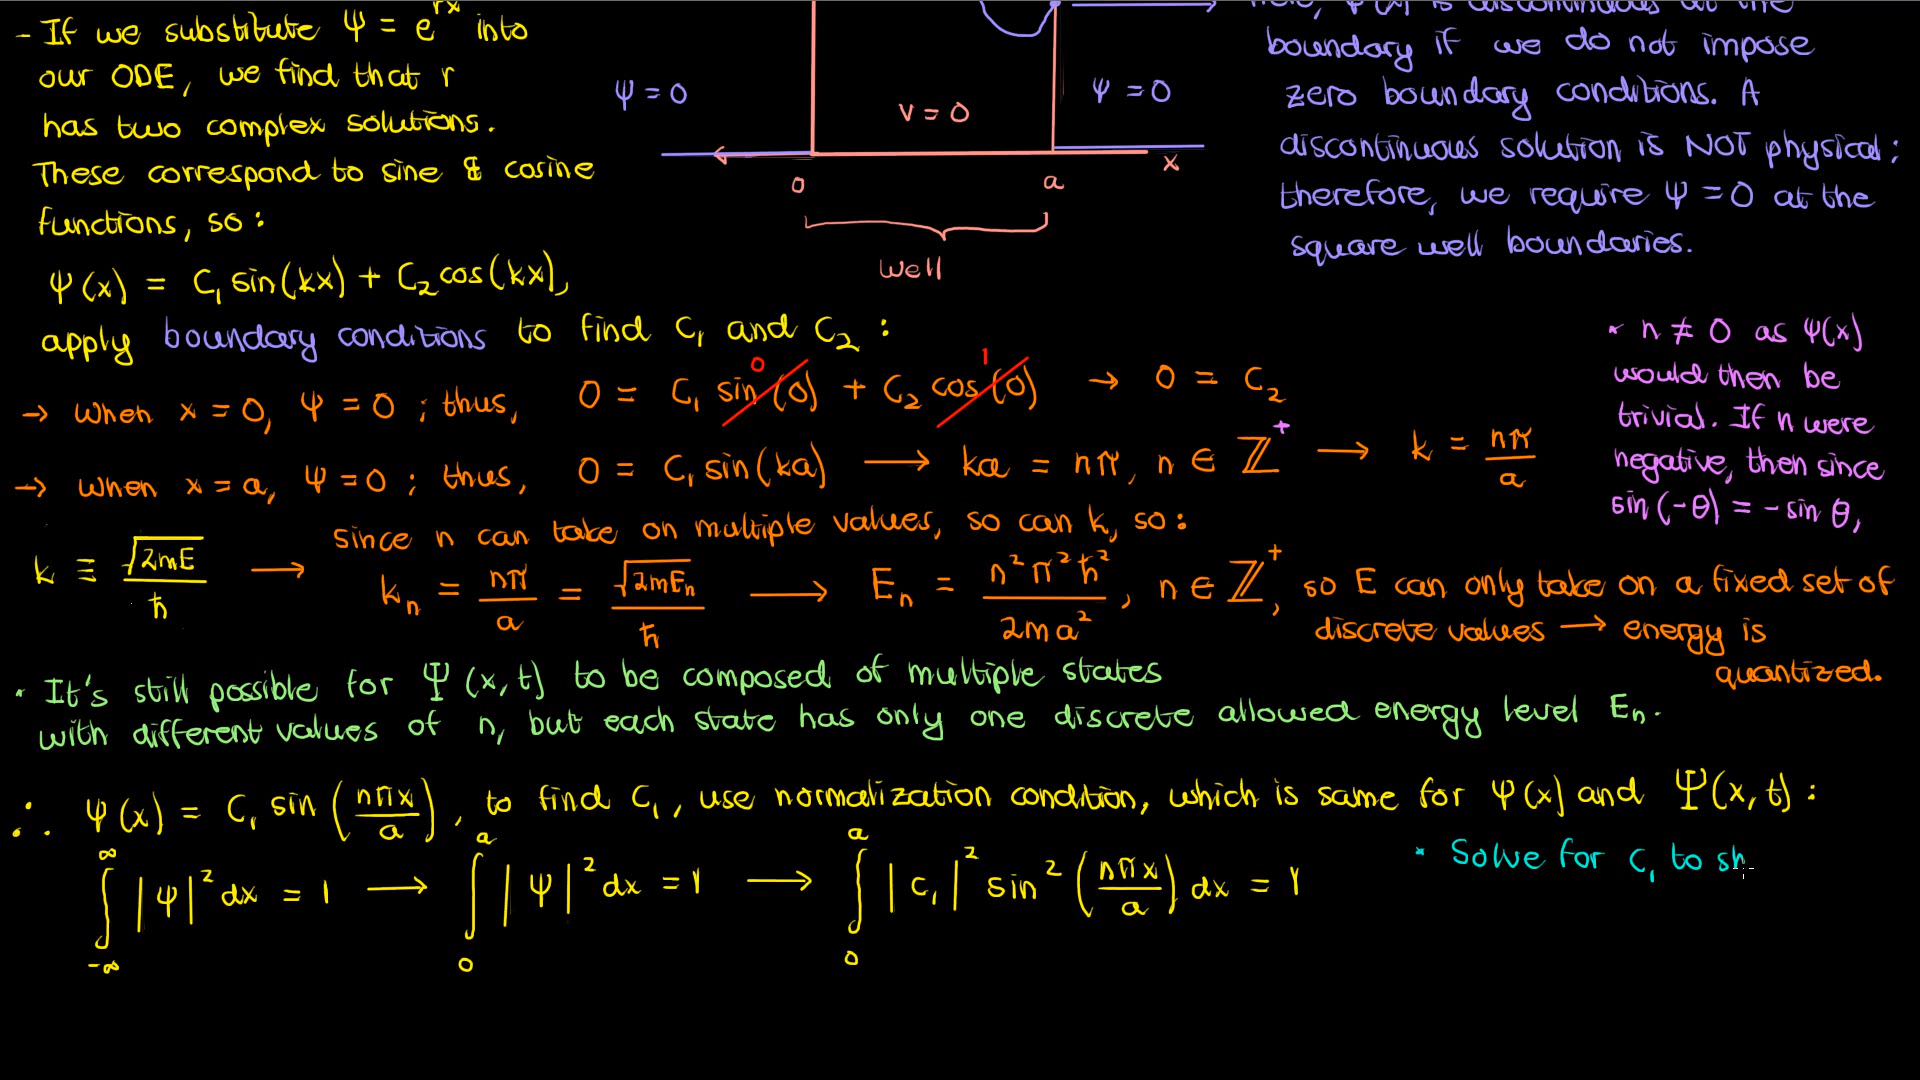 - If we substitute ψ = e^rx into
our ODE, we find that r
has two complex solutions.
These correspond to sine & cosine
functions, so:
ψ(x) = C₁ sin(kx) + C₂ cos(kx),
apply boundary conditions to find C₁ and C₂ :
ψ = 0
V = 0
ψ = 0
0
a
x
well
boundary if we do not impose
zero boundary conditions. A
discontinuous solution is NOT physical;
therefore, we require ψ = 0 at the
square well boundaries.
* n ≠ 0 as ψ(x)
would then be
trivial. If n were
negative, then since
sin(-θ) = - sin θ,
→ When x = 0, ψ = 0 ; thus, 0 = C₁ sin(0) 0 + C₂ cos(0) 1 → 0 = C₂
→ When x = a, ψ = 0 ; thus, 0 = C₁ sin(ka) → ka = nπ, n ∈ ℤ⁺ → k = nπ/a
since n can take on multiple values, so can k, so:
k ≡ √2mE/ħ → kₙ = nπ/a = √2mEₙ/ħ → Eₙ = n²π²ħ²/2ma², n ∈ ℤ⁺, so E can only take on a fixed set of
discrete values → energy is
quantized.
* It's still possible for Ψ(x,t) to be composed of multiple states
with different values of n, but each state has only one discrete allowed energy level Eₙ.
∴ ψ(x) = C₁ sin(nπx/a), to find C₁, use normalization condition, which is same for ψ(x) and Ψ(x,t) :
∫_{-∞}^{∞} |ψ|² dx = 1 → ∫₀^a |ψ|² dx = 1 → ∫₀^a |C₁|² sin²(nπx/a) dx = 1
* Solve for C₁ to sh